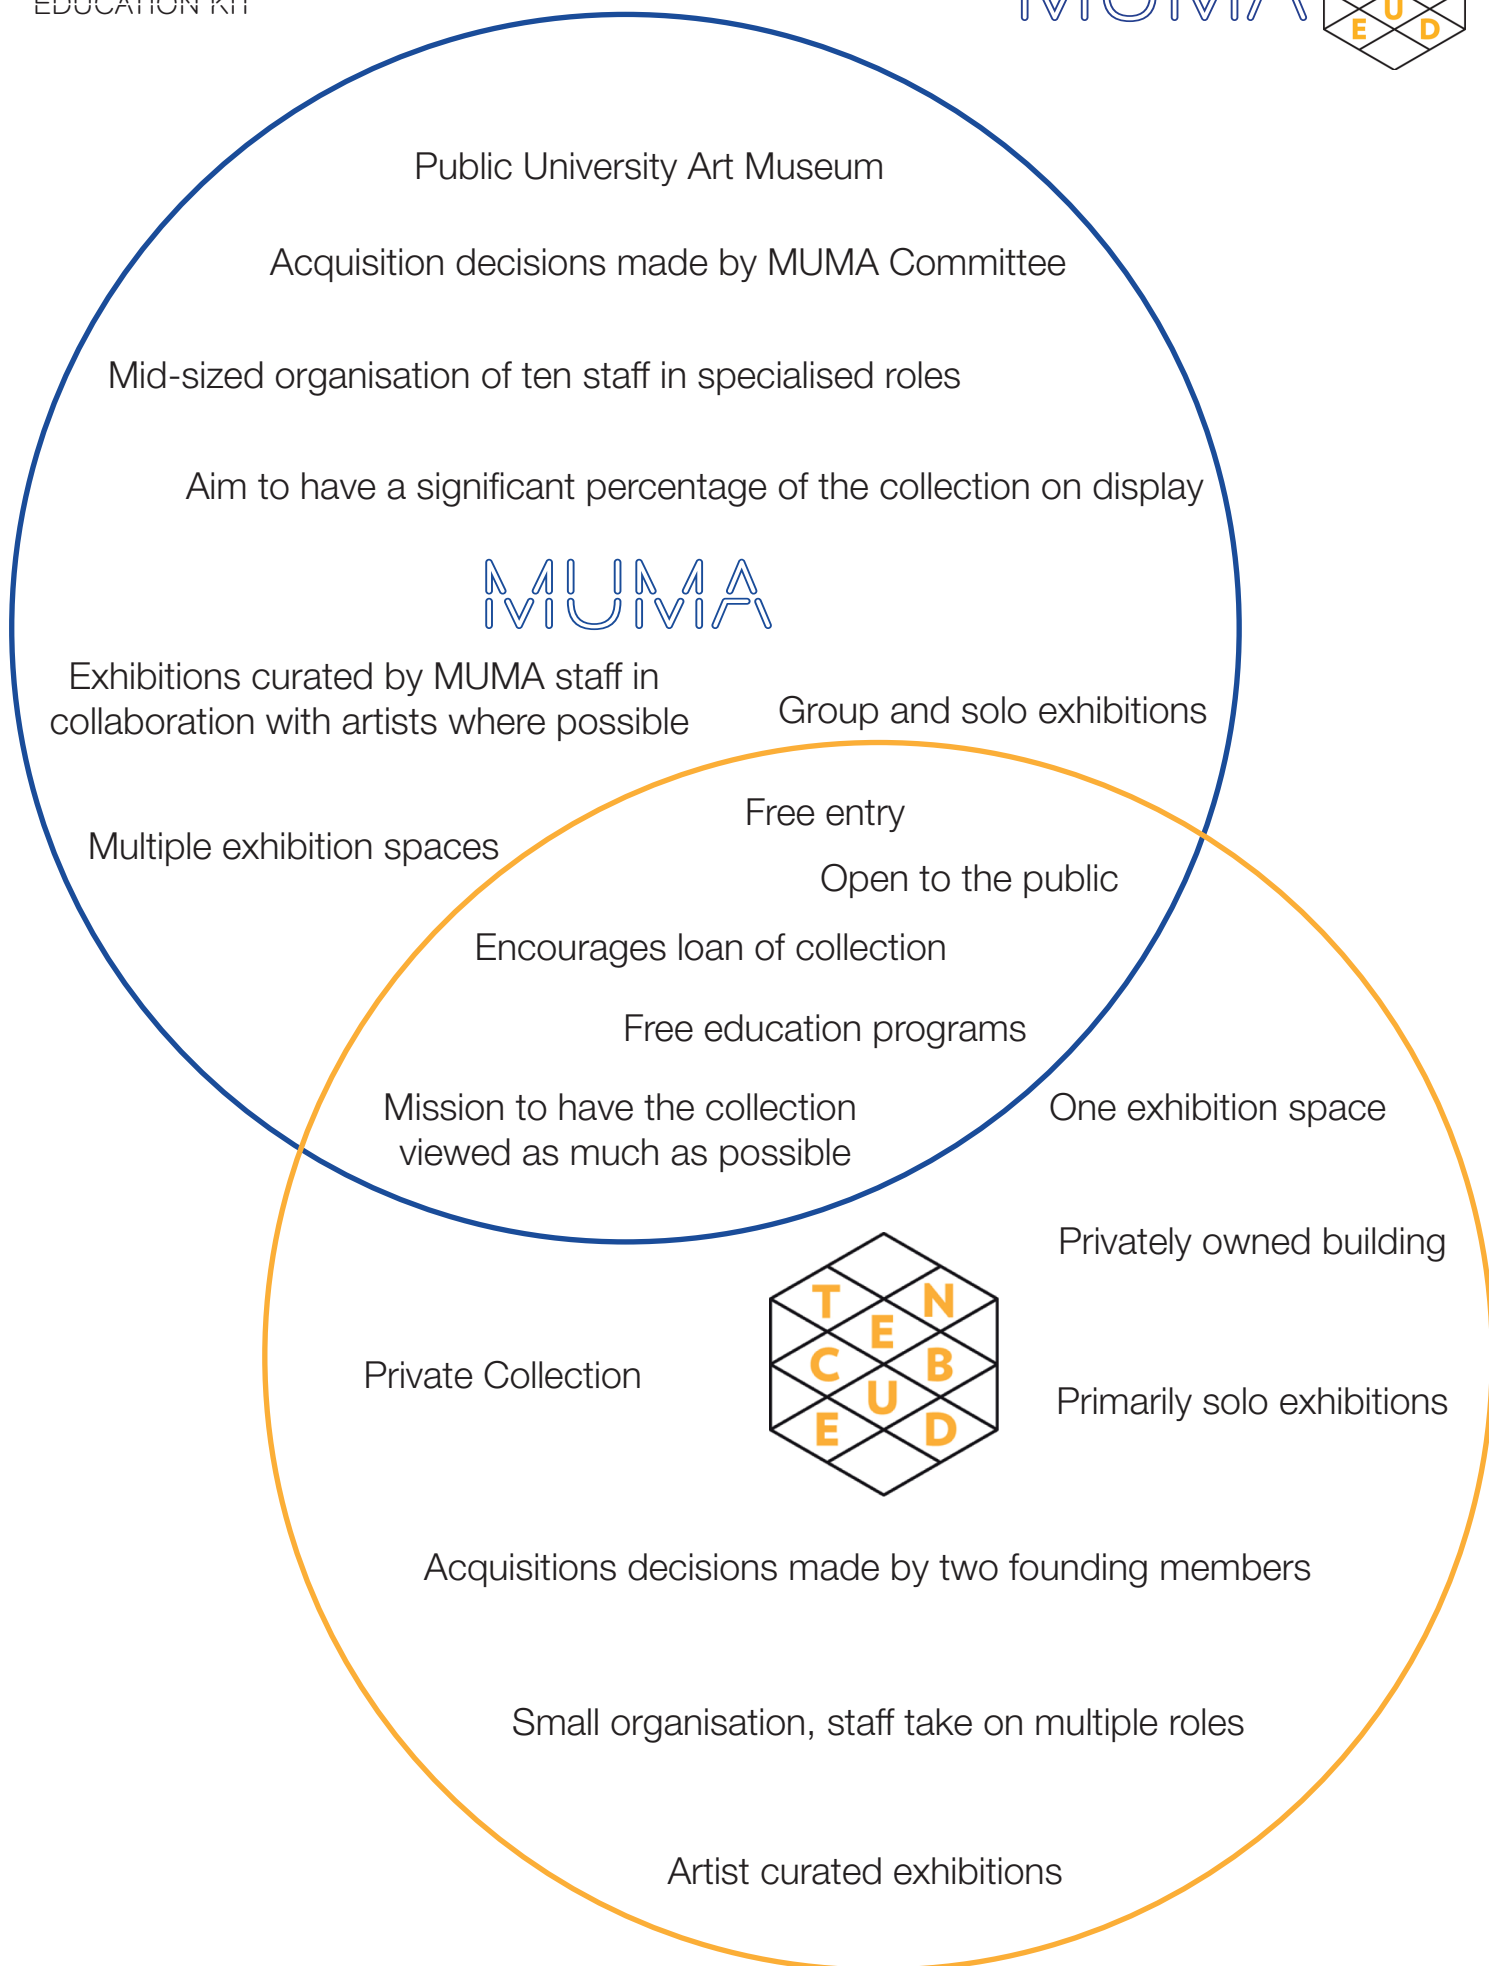 EDUCATION KIT
MUMA
U
E D
Public University Art Museum
Acquisition decisions made by MUMA Committee
Mid-sized organisation of ten staff in specialised roles
Aim to have a significant percentage of the collection on display
MUMA
Exhibitions curated by MUMA staff in
collaboration with artists where possible
Group and solo exhibitions
Multiple exhibition spaces
Free entry
Open to the public
Encourages loan of collection
Free education programs
Mission to have the collection
viewed as much as possible
One exhibition space
Privately owned building
T N
E
C B
U
E D
Private Collection
Primarily solo exhibitions
Acquisitions decisions made by two founding members
Small organisation, staff take on multiple roles
Artist curated exhibitions